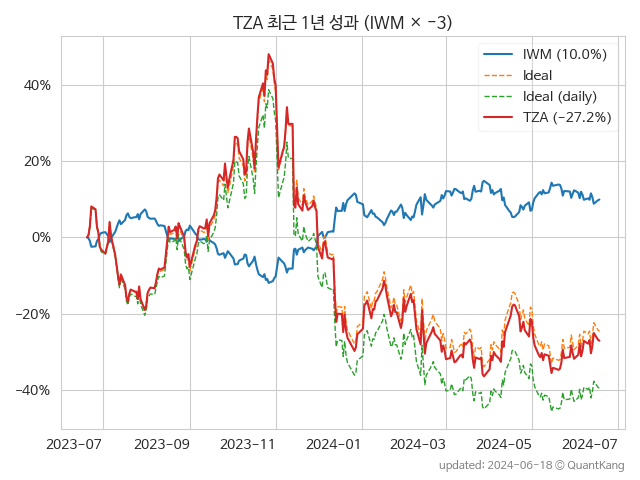 TZA 최근 1년 성과 (IWM × −3)
IWM (10.0%)
Ideal
Ideal (daily)
TZA (−27.2%)
40%
20%
0%
−20%
−40%
2023-07 2023-09 2023-11 2024-01 2024-03 2024-05 2024-07
updated: 2024-06-18 ⓒ QuantKang